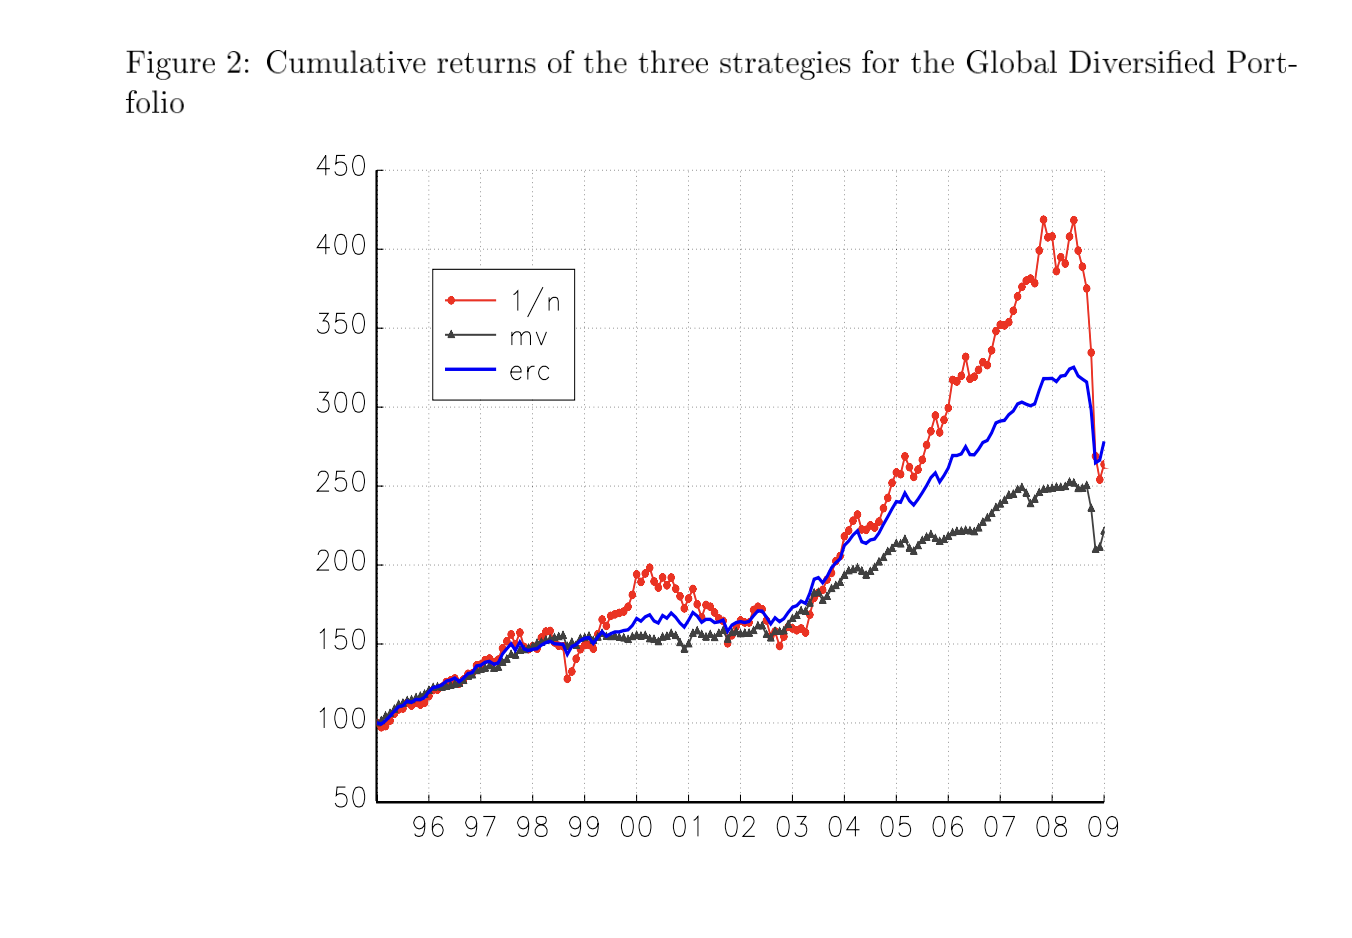 Figure 2: Cumulative returns of the three strategies for the Global Diversified Port-
folio
450
400
350
300
250
200
150
100
50
1/n
mv
erc
96 97 98 99 00 01 02 03 04 05 06 07 08 09